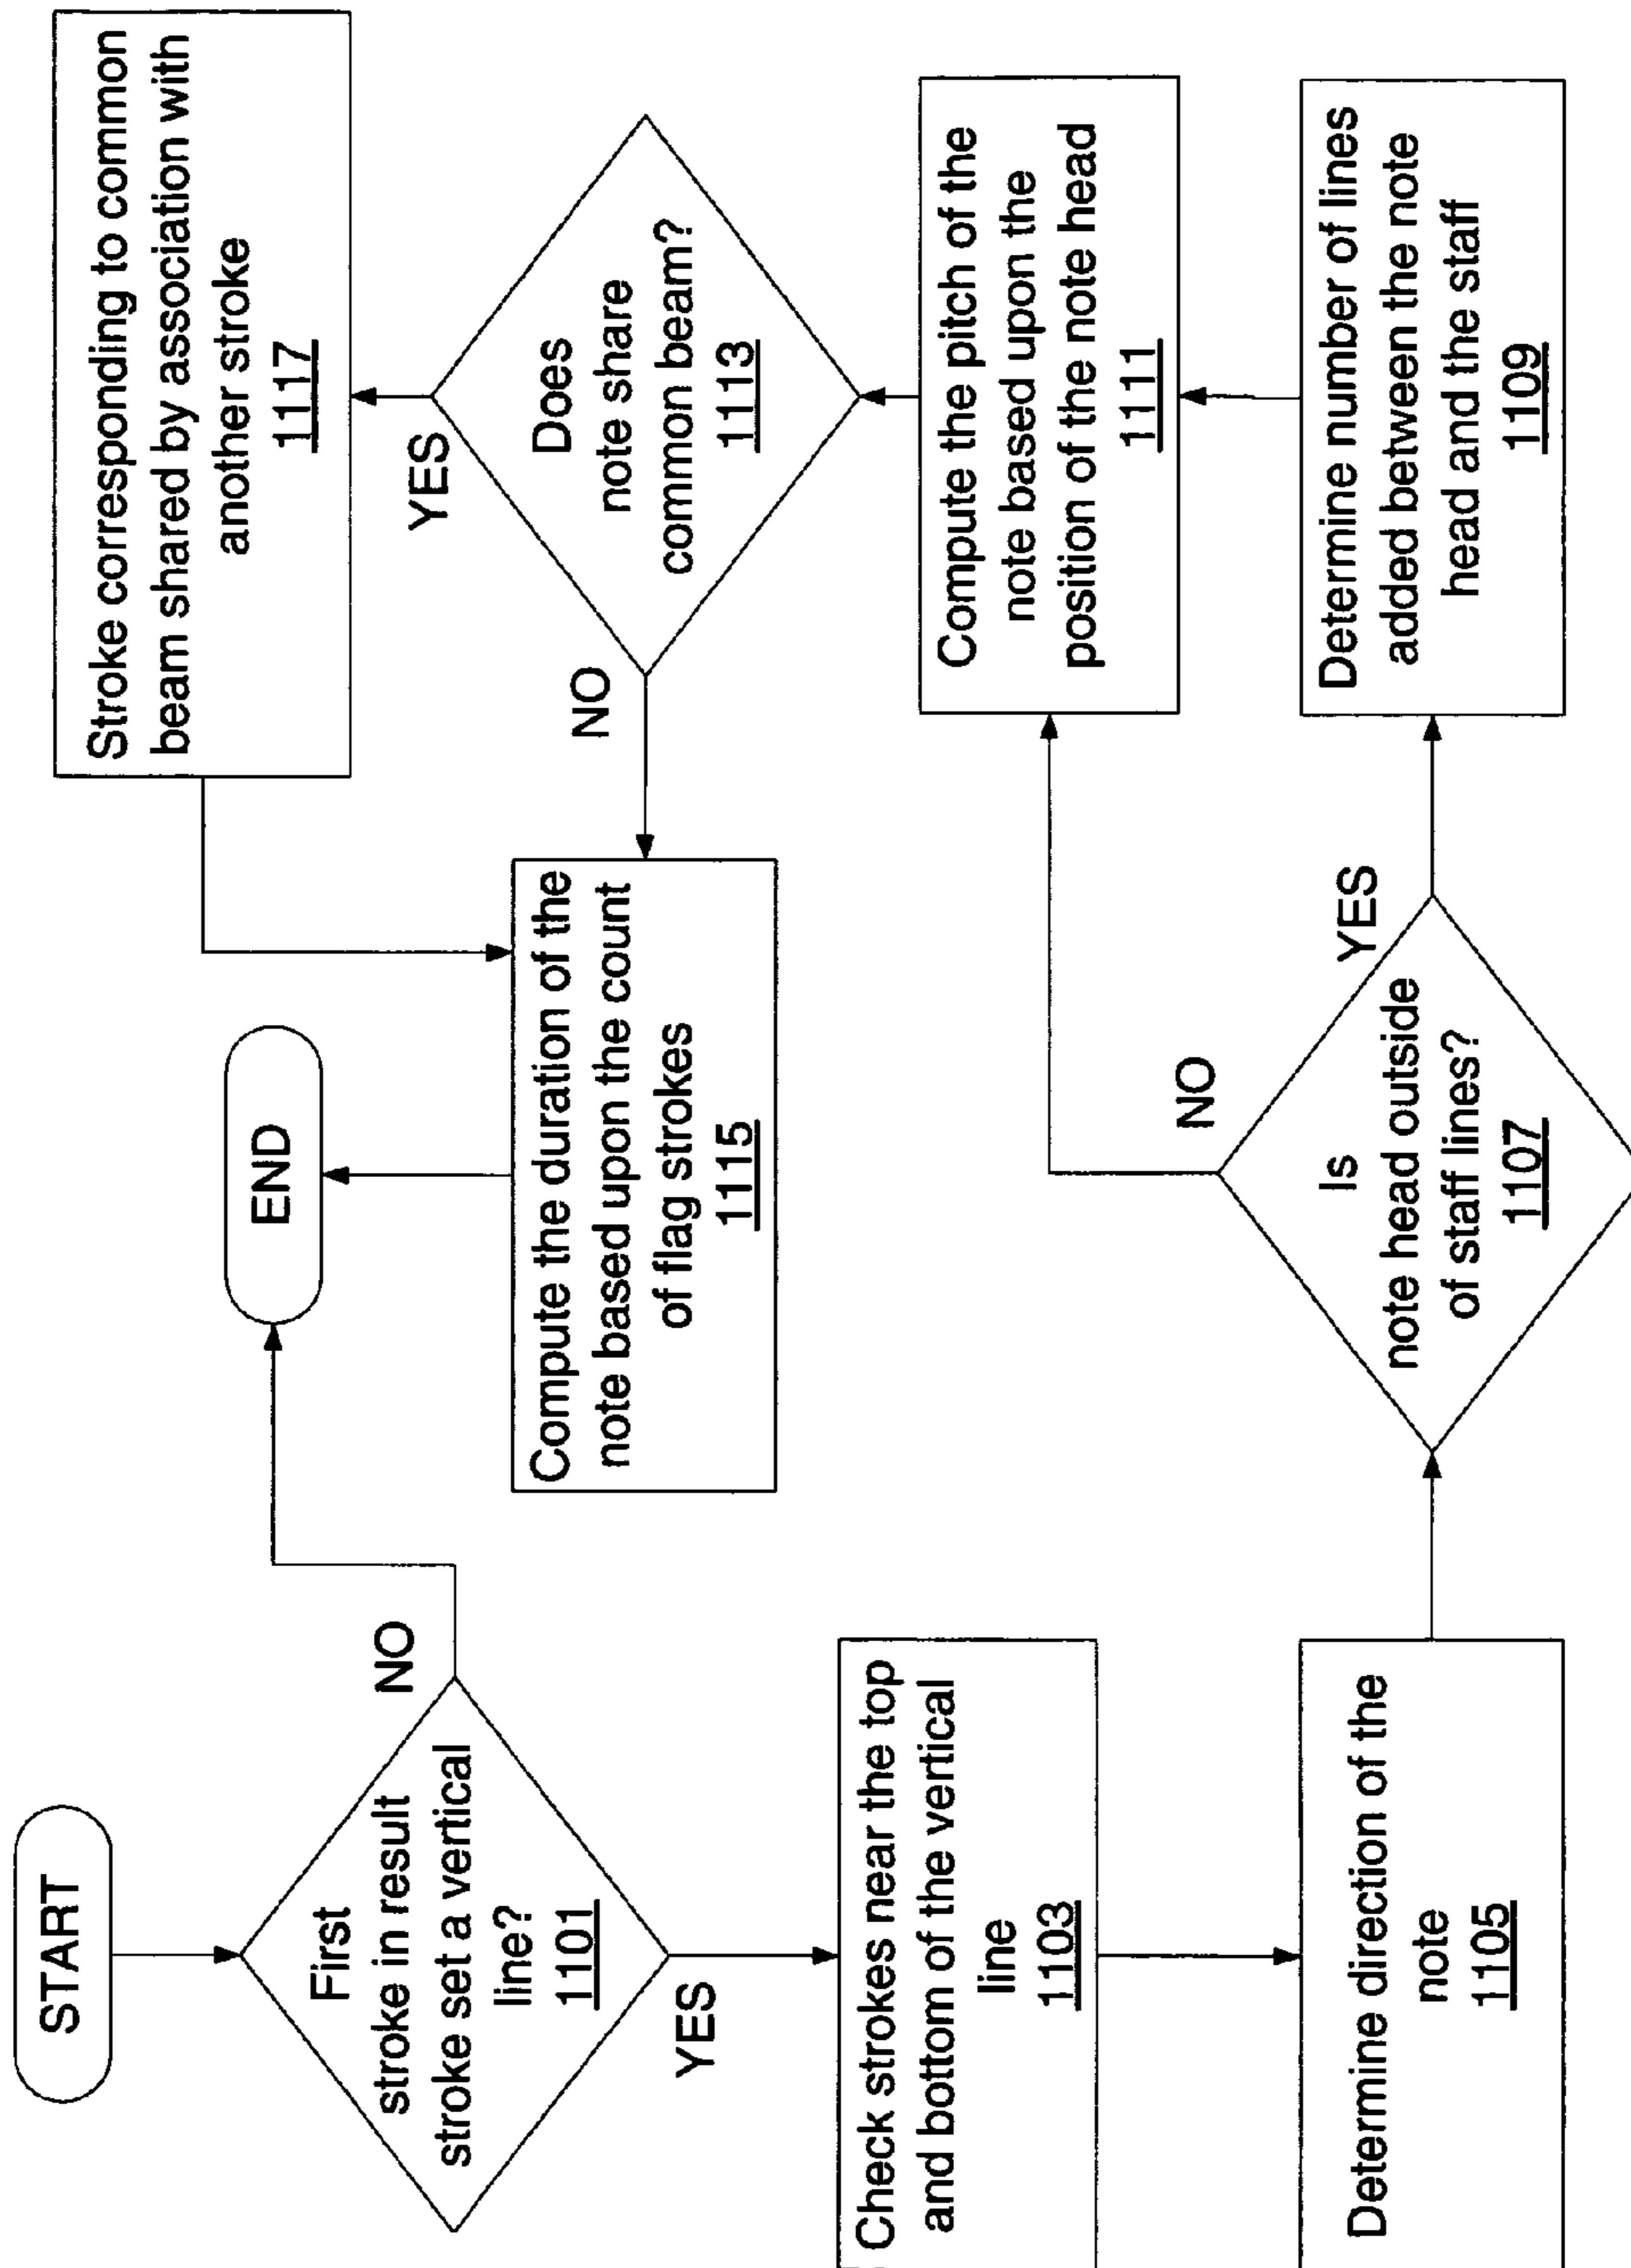 START
First
stroke in result
stroke set a vertical
line?
1101
NO
YES
Check strokes near the top
and bottom of the vertical
line
1103
Determine direction of the
note
1105
Is
note head outside
of staff lines?
1107
NO
YES
Determine number of lines
added between the note
head and the staff
1109
Compute the pitch of the
note based upon the
position of the note head
1111
Does
note share
common beam?
1113
NO
YES
Stroke corresponding to common
beam shared by association with
another stroke
1117
Compute the duration of the
note based upon the count
of flag strokes
1115
END